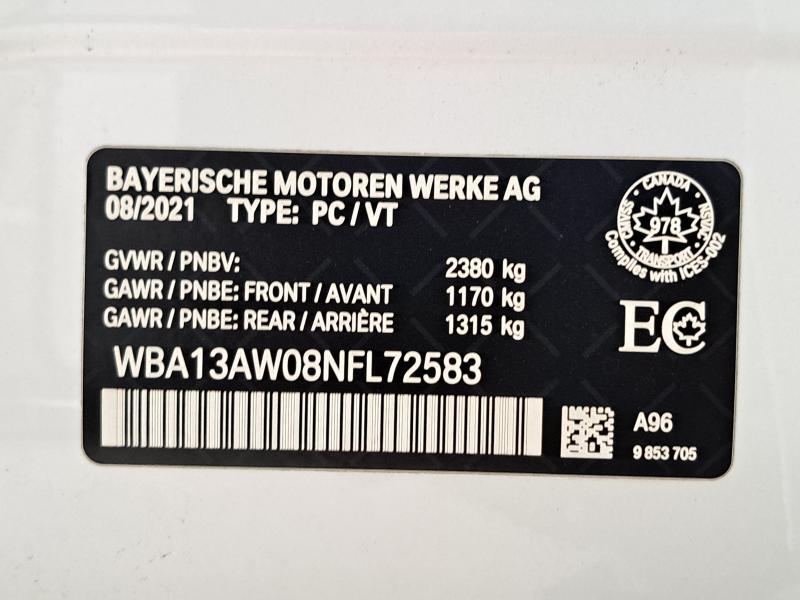 BAYERISCHE MOTOREN WERKE AG
08/2021 TYPE: PC/VT
GVWR/PNBV: 2380 kg
GAWR/PNBE: FRONT/AVANT 1170 kg
GAWR/PNBE: REAR/ARRIÈRE 1315 kg
WBA13AW08NFL72583
CANADA
CMVSS
978
NSVAC
TRANSPORT
Complies with ICES-002
EC
A96
9 853 705